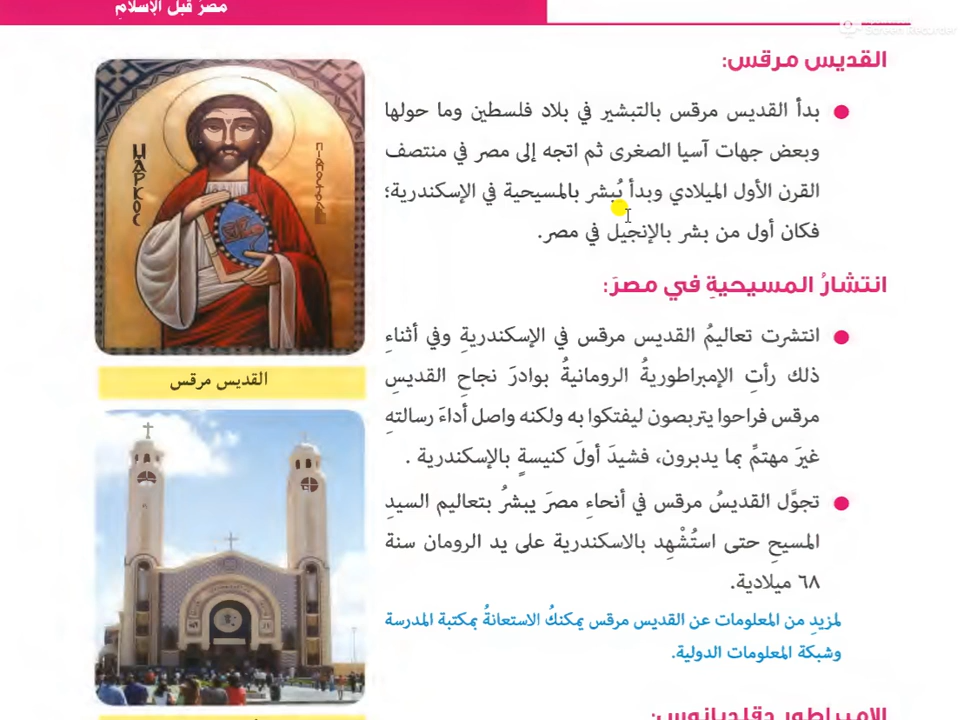 مصرُ قبل الإسلامِ
Screen Recorder
القديس مرقس:
بدأ القديس مرقس بالتبشير في بلاد فلسطين وما حولها
وبعض جهات آسيا الصغرى ثم اتجه إلى مصر في منتصف
القرن الأول الميلادي وبدأ يُبشر بالمسيحية في الإسكندرية؛
فكان أول من بشر بالإنجيل في مصر.
انتشارُ المسيحيةِ في مصرَ:
انتشرت تعاليمُ القديس مرقس في الإسكندريةِ وفي أثناءِ
ذلك رأتِ الإمبراطوريةُ الرومانيةُ بوادرَ نجاحِ القديسِ
مرقس فراحوا يتربصون ليفتكوا به ولكنه واصل أداءَ رسالتهِ
غيرَ مهتمٍّ بما يدبرون، فشيدَ أولَ كنيسةٍ بالإسكندرية .
تجوَّل القديسُ مرقس في أنحاءِ مصرَ يبشرُ بتعاليم السيدِ
المسيحِ حتى استُشْهِد بالاسكندرية على يد الرومان سنة
٦٨ ميلادية.
لمزيدِ من المعلومات عن القديس مرقس يمكنكُ الاستعانةُ بمكتبة المدرسة
وشبكة المعلومات الدولية.
ⲙⲁⲣⲕⲟⲥ
القديس مرقس
الإمبراطور دقلديانوس: